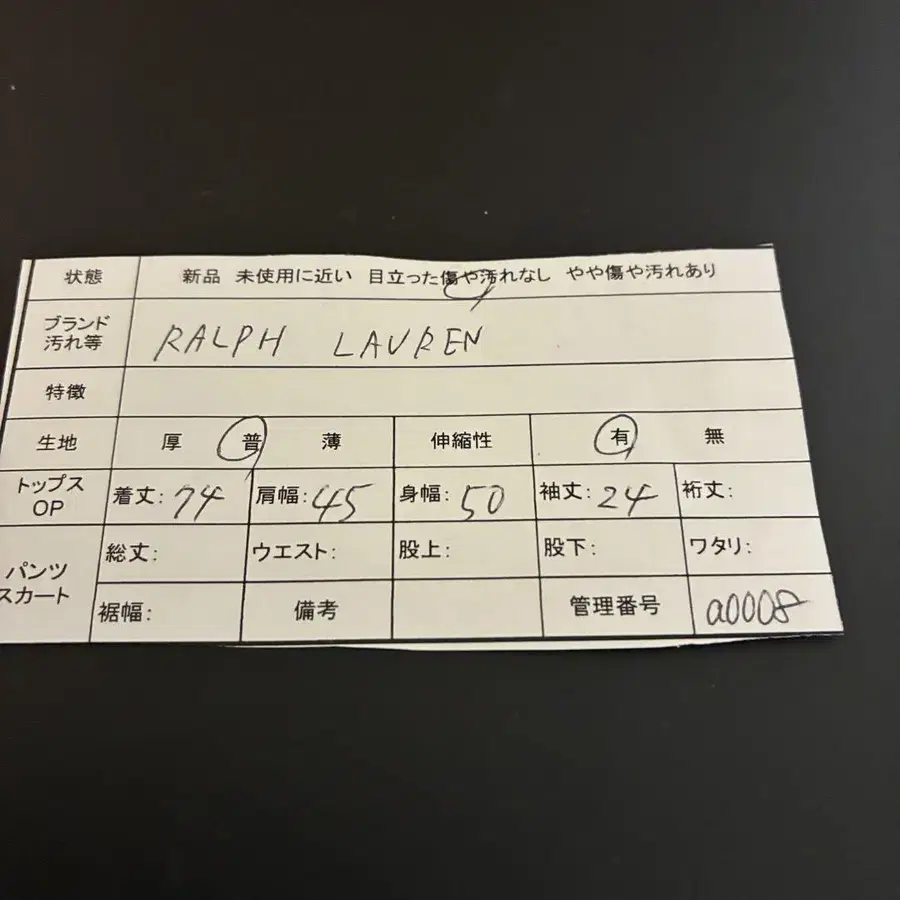 状態 新品 未使用に近い 目立った傷や汚れなし やや傷や汚れあり
ブランド
汚れ等
RALPH LAUREN
特徴
生地 厚 普 薄 伸縮性 有 無
トップス
OP
着丈: 74 肩幅: 45 身幅: 50 袖丈: 24 裄丈:
パンツ
スカート
総丈: ウエスト: 股上: 股下: ワタリ:
裾幅: 備考 管理番号 a0008